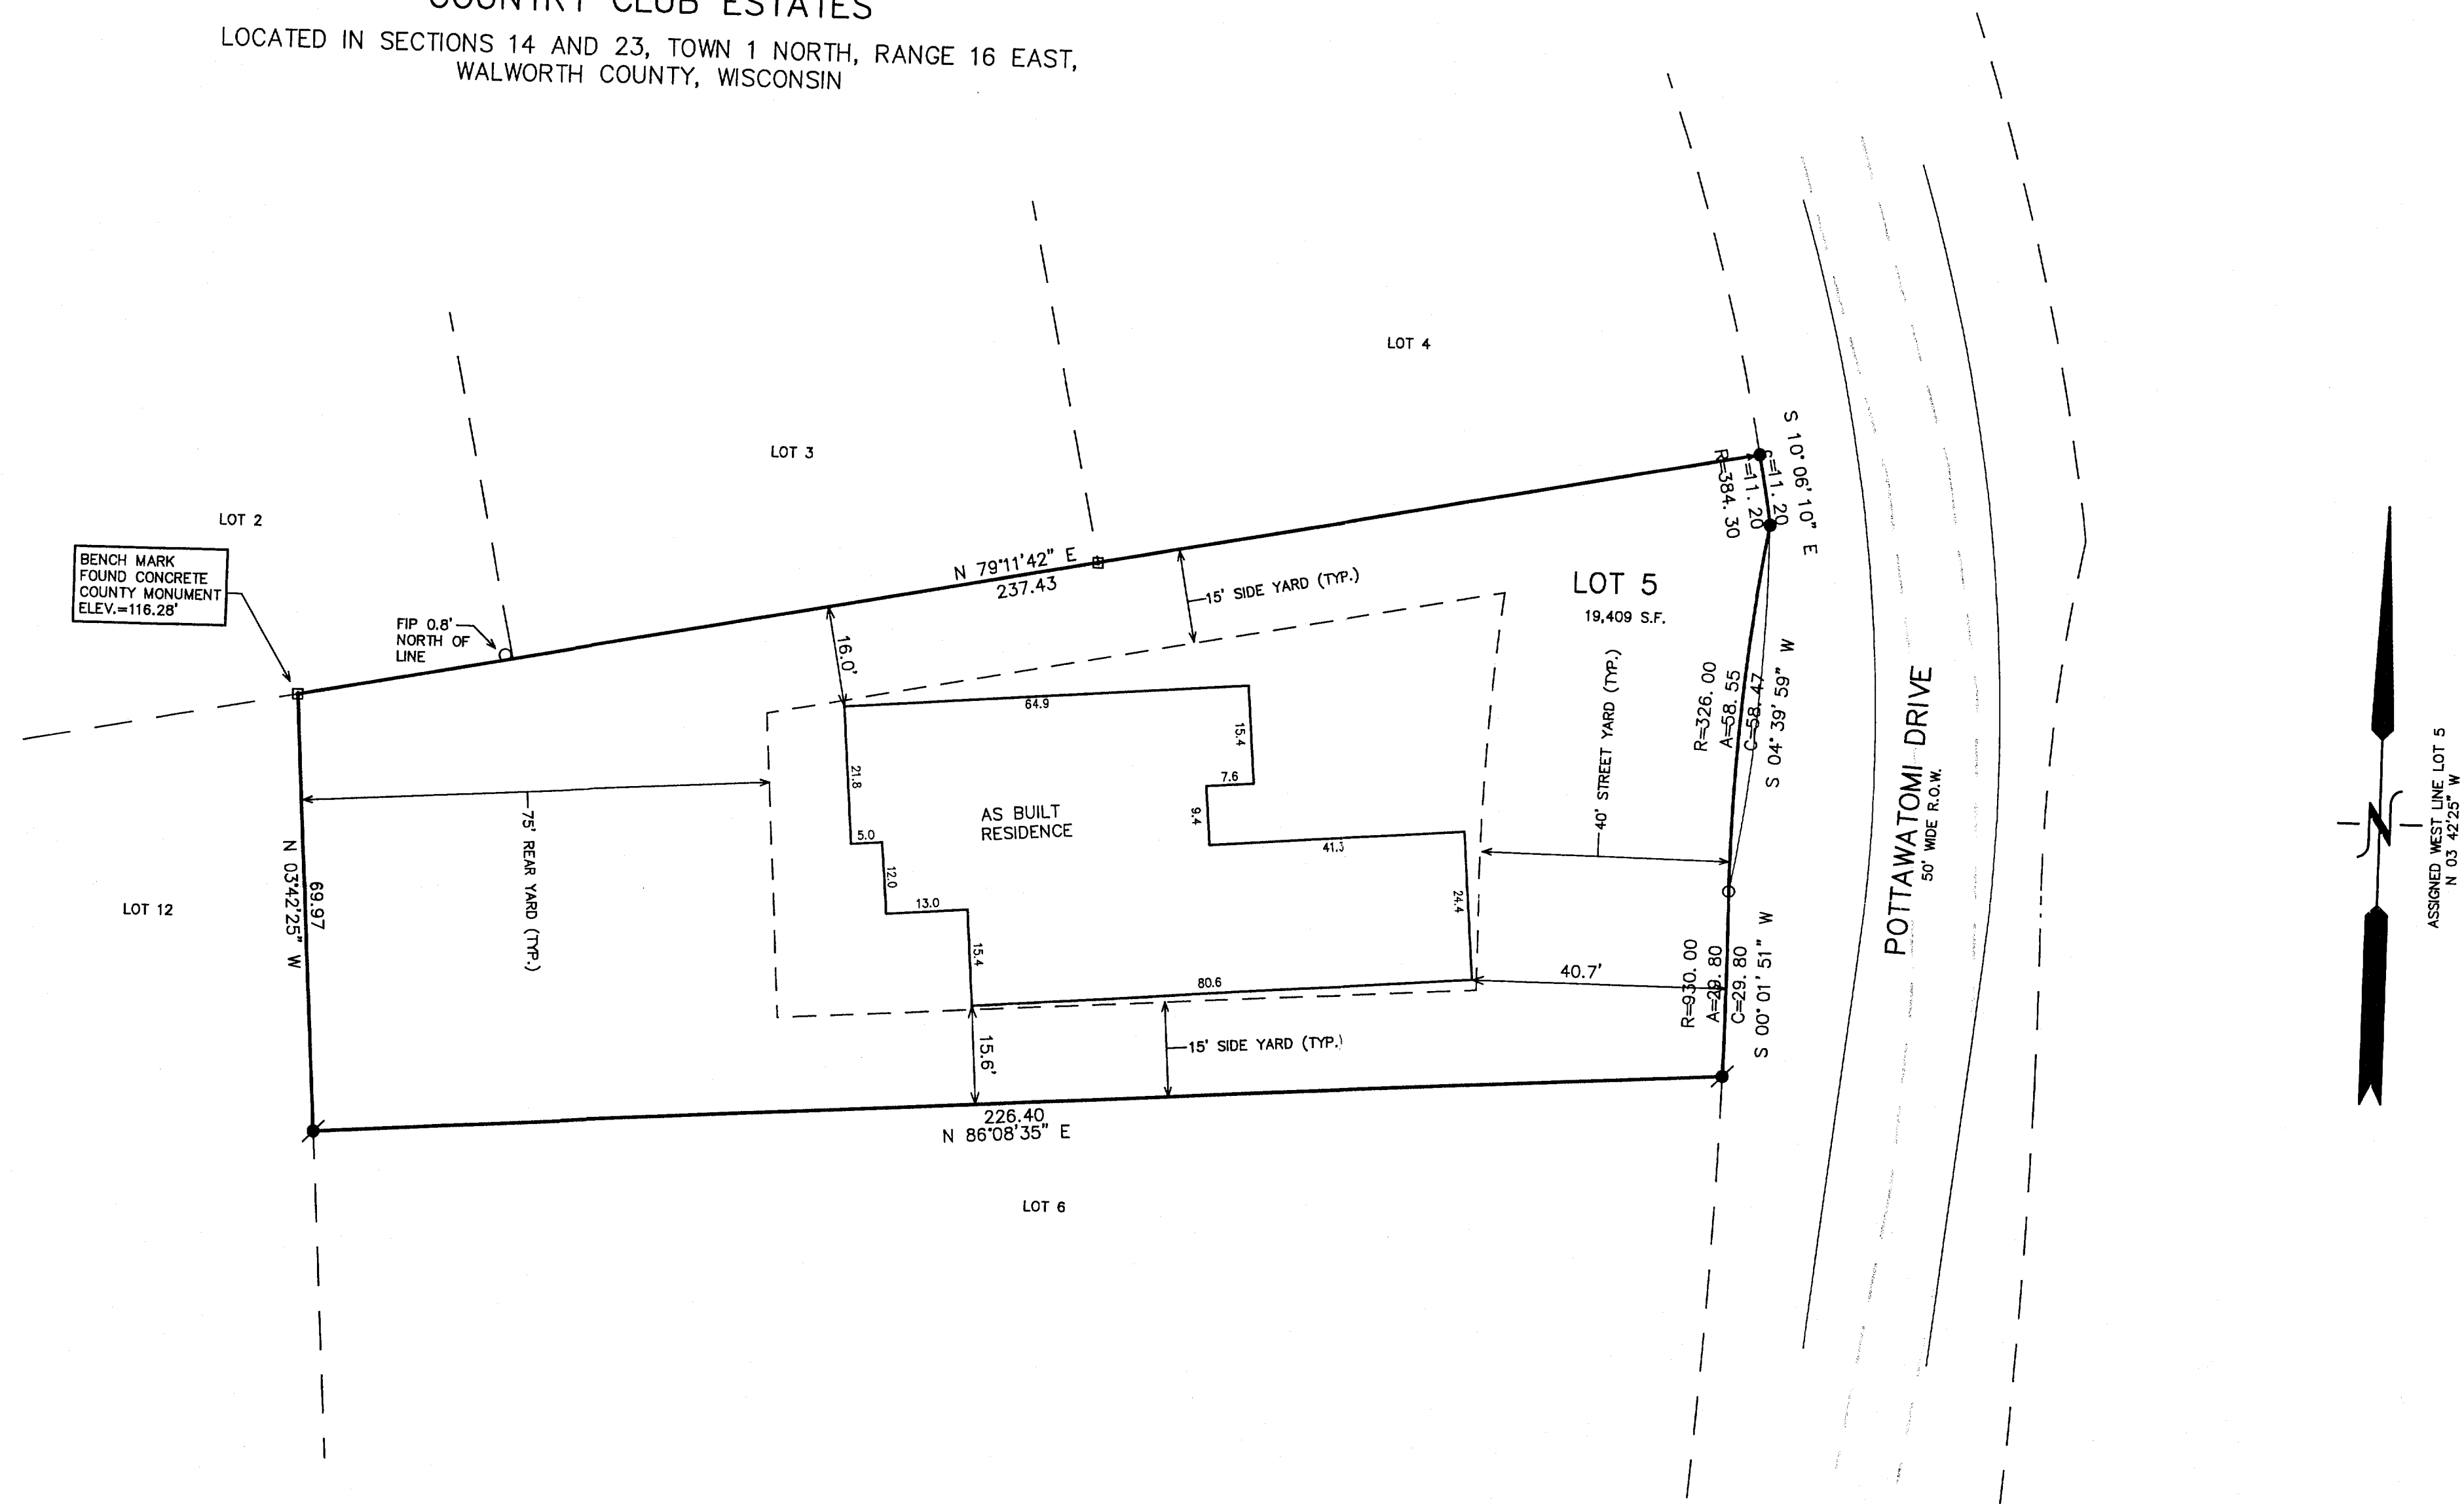 COUNTRY CLUB ESTATES
LOCATED IN SECTIONS 14 AND 23, TOWN 1 NORTH, RANGE 16 EAST,
WALWORTH COUNTY, WISCONSIN
LOT 4
LOT 3
LOT 2
BENCH MARK
FOUND CONCRETE
COUNTY MONUMENT
ELEV.=116.28'
FIP 0.8'
NORTH OF
LINE
N 79°11'42" E
237.43
15' SIDE YARD (TYP.)
LOT 5
19,409 S.F.
S 10° 06' 10" E
R=384. 30
=11. 20
=11. 20
16.0'
64.9
15.4
7.6
9.4
41.3
24.4
21.8
5.0
12.0
13.0
15.4
80.6
AS BUILT
RESIDENCE
75' REAR YARD (TYP.)
40' STREET YARD (TYP.)
R=326. 00
A=58. 55
C=58. 47
S 04° 39' 59" W
POTTAWATOMI DRIVE
50' WIDE R.O.W.
N
ASSIGNED WEST LINE LOT 5
N 03 42'25" W
LOT 12
N 03°42'25" W
69.97
40.7'
R=930. 00
A=29. 80
C=29. 80
S 00° 01' 51" W
15.6'
15' SIDE YARD (TYP.)
226.40
N 86°08'35" E
LOT 6